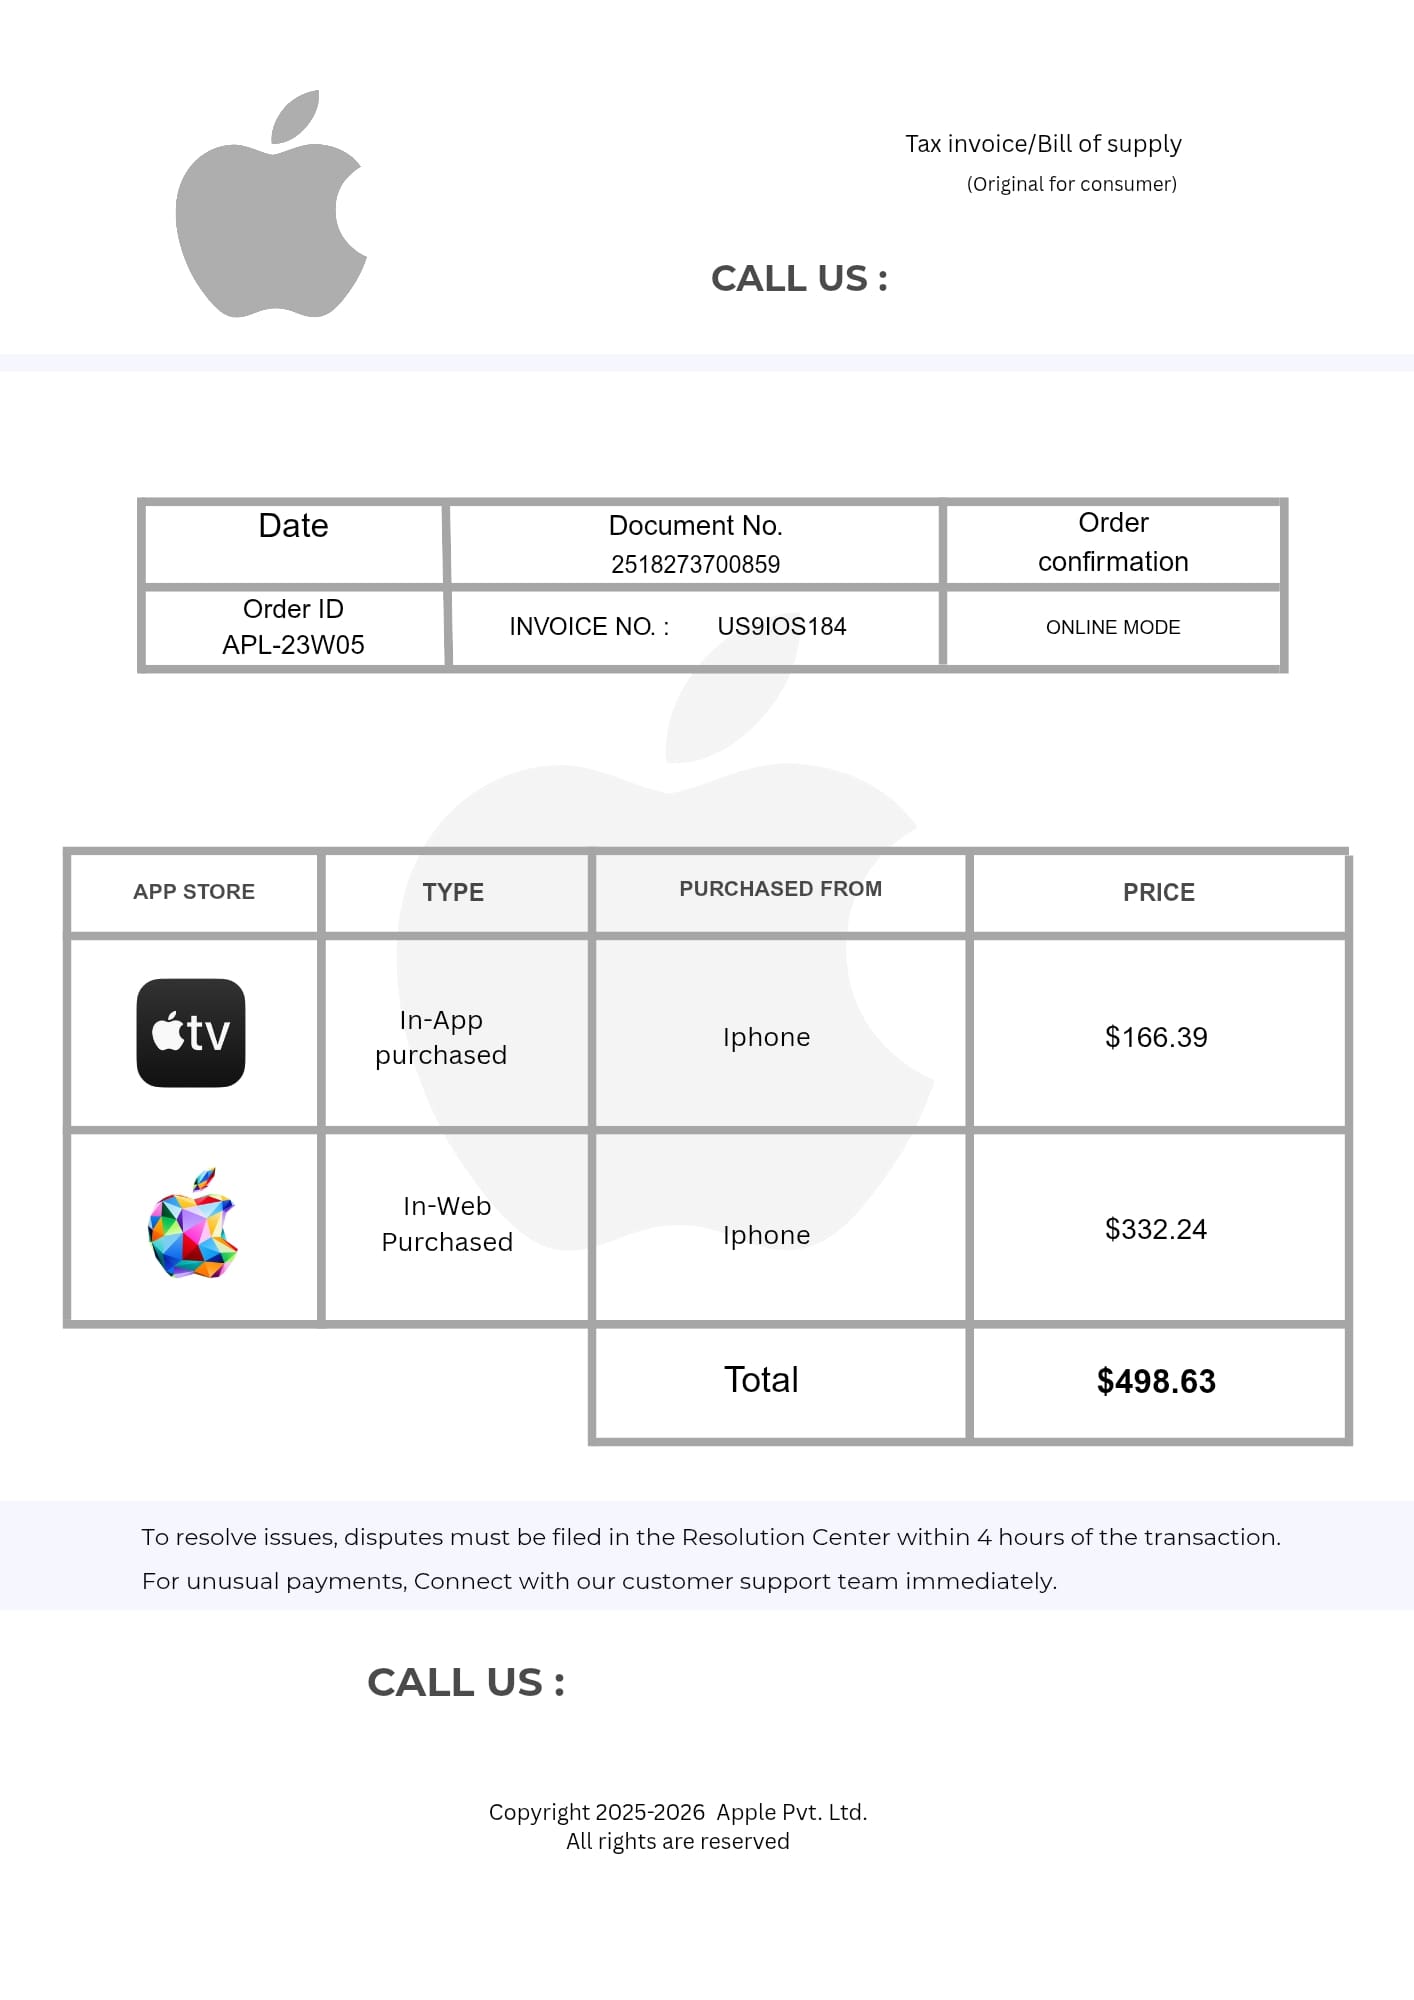 Tax invoice/Bill of supply
(Original for consumer)
CALL US :
Date
Document No.
2518273700859
Order
confirmation
Order ID
APL-23W05
INVOICE NO. : US9IOS184
ONLINE MODE
APP STORE
TYPE
PURCHASED FROM
PRICE
tv
In-App
purchased
Iphone
$166.39
In-Web
Purchased
Iphone
$332.24
Total
$498.63
To resolve issues, disputes must be filed in the Resolution Center within 4 hours of the transaction.
For unusual payments, Connect with our customer support team immediately.
CALL US :
Copyright 2025-2026 Apple Pvt. Ltd.
All rights are reserved